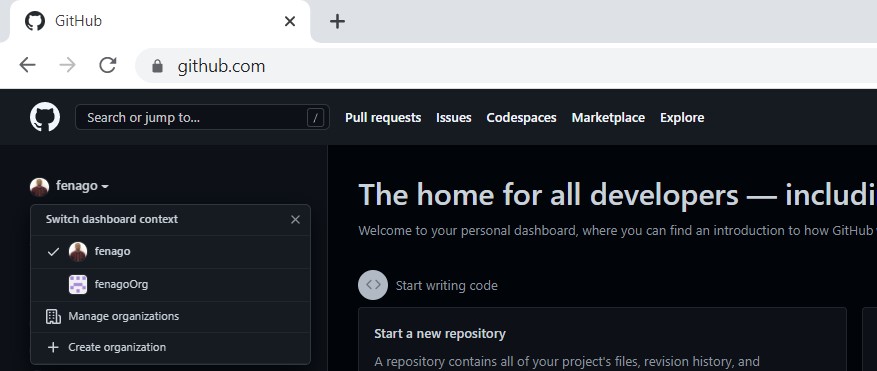 GitHub
github.com
Search or jump to... /
Pull requests Issues Codespaces Marketplace Explore
fenago
Switch dashboard context
fenago
fenagoOrg
Manage organizations
Create organization
The home for all developers — includi
Welcome to your personal dashboard, where you can find an introduction to how GitHub
Start writing code
Start a new repository
A repository contains all of your project's files, revision history, and